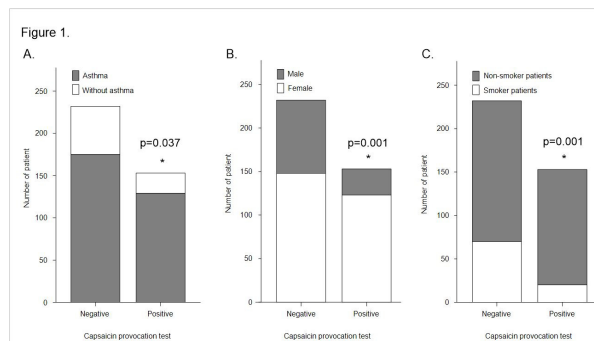 Figure 1.
A.
Asthma
Without asthma
250
200
150
100
50
0
Number of patient
p=0.037
*
Negative Positive
Capsaicin provocation test
B.
Male
Female
250
200
150
100
50
0
Number of patient
p=0.001
*
Negative Positive
Capsaicin provocation test
C.
Non-smoker patients
Smoker patients
250
200
150
100
50
0
Number of patient
p=0.001
*
Negative Positive
Capsaicin provocation test